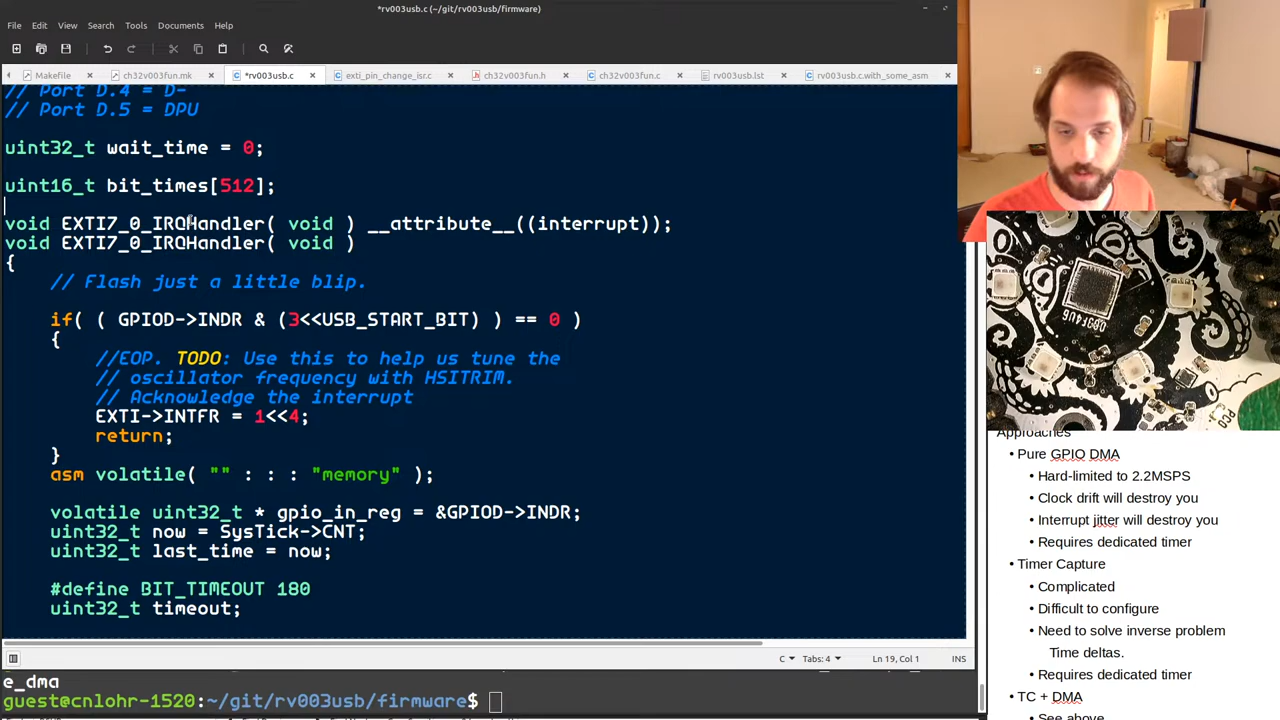 *rv003usb.c (~/git/rv003usb/firmware)
File Edit View Search Tools Documents Help
Makefile ch32v003fun.mk *rv003usb.c exti_pin_change_isr.c ch32v003fun.h ch32v003fun.c rv003usb.lst rv003usb.c.with_some_asm
// Port D.4 = D-
// Port D.5 = DPU
uint32_t wait_time = 0;
uint16_t bit_times[512];
void EXTI7_0_IRQHandler( void ) __attribute__((interrupt));
void EXTI7_0_IRQHandler( void )
{
// Flash just a little blip.
if( ( GPIOD->INDR & (3<<USB_START_BIT) ) == 0 )
{
//EOP. TODO: Use this to help us tune the
// oscillator frequency with HSITRIM.
// Acknowledge the interrupt
EXTI->INTFR = 1<<4;
return;
}
asm volatile( "" : : : "memory" );
volatile uint32_t * gpio_in_reg = &GPIOD->INDR;
uint32_t now = SysTick->CNT;
uint32_t last_time = now;
#define BIT_TIMEOUT 180
uint32_t timeout;
C Tabs: 4 Ln 19, Col 1 INS
e_dma
guest@cnlohr-1520:~/git/rv003usb/firmware$
Approaches
• Pure GPIO DMA
• Hard-limited to 2.2MSPS
• Clock drift will destroy you
• Interrupt jitter will destroy you
• Requires dedicated timer
• Timer Capture
• Complicated
• Difficult to configure
• Need to solve inverse problem
Time deltas.
• Requires dedicated timer
• TC + DMA
• See above